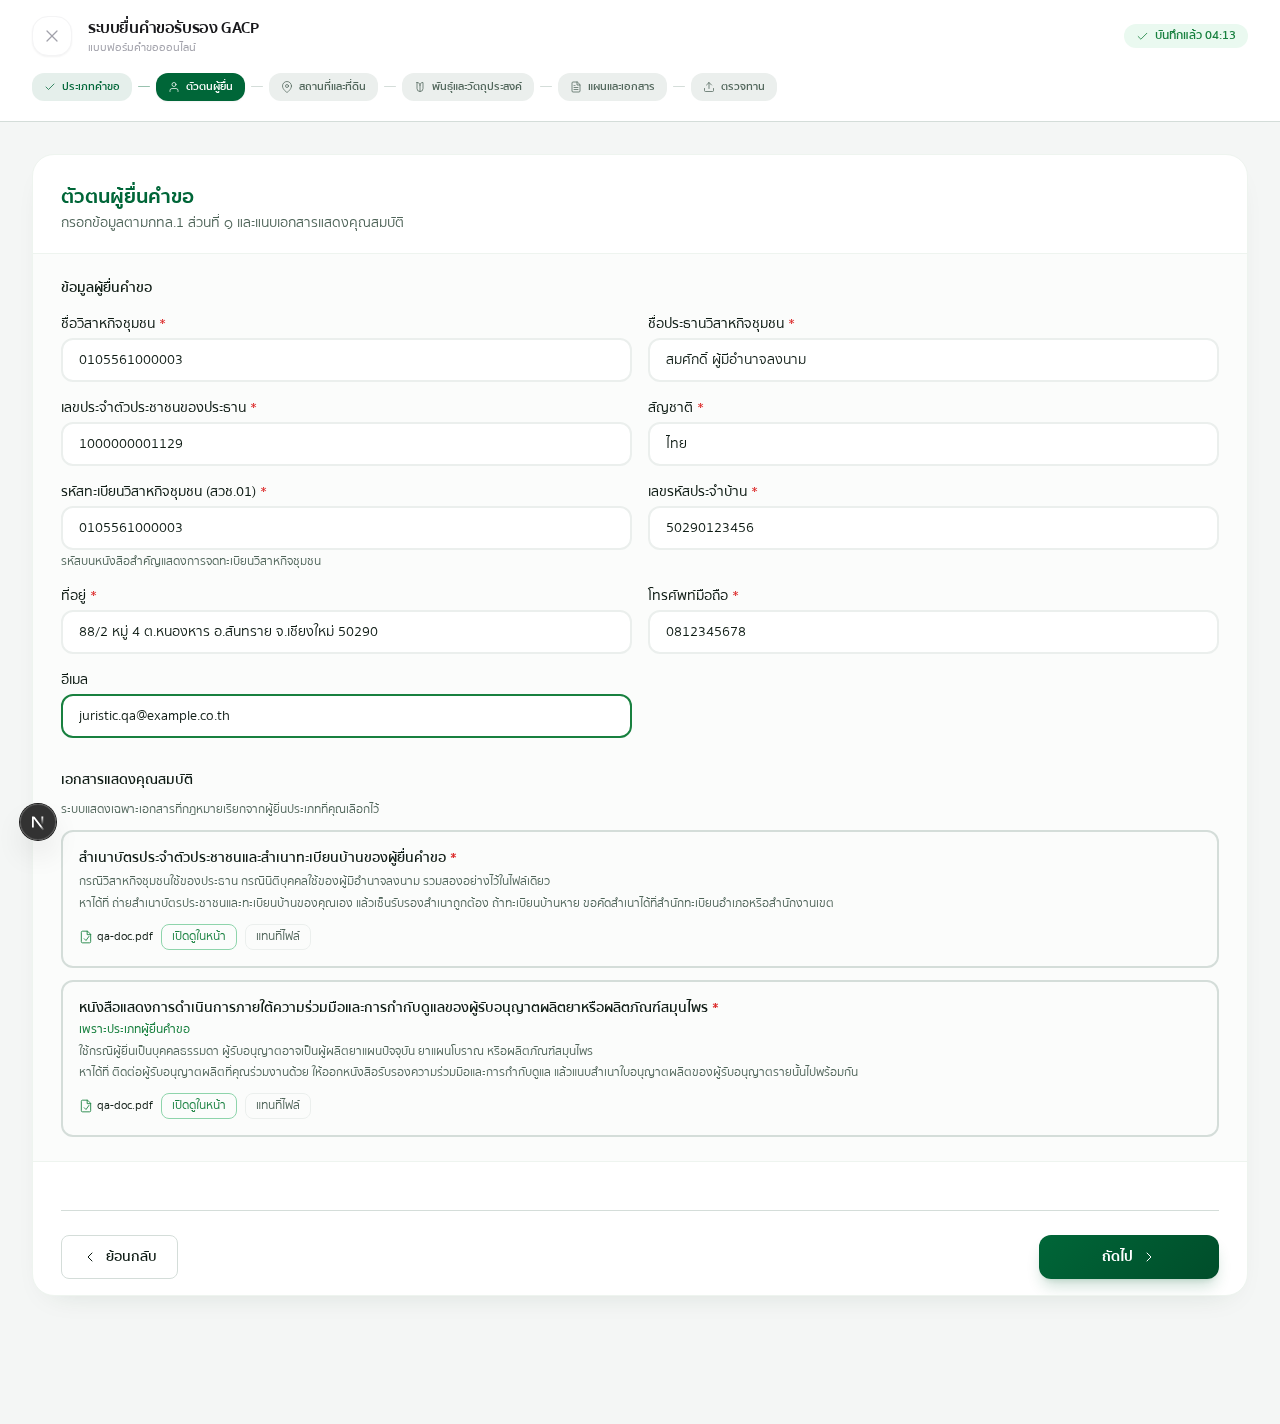 ระบบยื่นคำขอรับรอง GACP
แบบฟอร์มคำขอออนไลน์
บันทึกแล้ว 04:13
ประเภทคำขอ
ตัวตนผู้ยื่น
สถานที่และที่ดิน
พันธุ์และวัตถุประสงค์
แผนและเอกสาร
ตรวจทาน
ตัวตนผู้ยื่นคำขอ
กรอกข้อมูลตามกทล.1 ส่วนที่ ๑ และแนบเอกสารแสดงคุณสมบัติ
ข้อมูลผู้ยื่นคำขอ
ชื่อวิสาหกิจชุมชน *
0105561000003
ชื่อประธานวิสาหกิจชุมชน *
สมศักดิ์ ผู้มีอำนาจลงนาม
เลขประจำตัวประชาชนของประธาน *
1000000001129
สัญชาติ *
ไทย
รหัสทะเบียนวิสาหกิจชุมชน (สวช.01) *
0105561000003
รหัสบนหนังสือสำคัญแสดงการจดทะเบียนวิสาหกิจชุมชน
เลขรหัสประจำบ้าน *
50290123456
ที่อยู่ *
88/2 หมู่ 4 ต.หนองหาร อ.สันทราย จ.เชียงใหม่ 50290
โทรศัพท์มือถือ *
0812345678
อีเมล
juristic.qa@example.co.th
เอกสารแสดงคุณสมบัติ
ระบบแสดงเฉพาะเอกสารที่กฎหมายเรียกจากผู้ยื่นประเภทที่คุณเลือกไว้
สำเนาบัตรประจำตัวประชาชนและสำเนาทะเบียนบ้านของผู้ยื่นคำขอ *
กรณีวิสาหกิจชุมชนใช้ของประธาน กรณีนิติบุคคลใช้ของผู้มีอำนาจลงนาม รวมสองอย่างไว้ในไฟล์เดียว
หาได้ที่ ถ่ายสำเนาบัตรประชาชนและทะเบียนบ้านของคุณเอง แล้วเซ็นรับรองสำเนาถูกต้อง ถ้าทะเบียนบ้านหาย ขอคัดสำเนาได้ที่สำนักทะเบียนอำเภอหรือสำนักงานเขต
qa-doc.pdf
เปิดดูในหน้า
แทนที่ไฟล์
หนังสือแสดงการดำเนินการภายใต้ความร่วมมือและการกำกับดูแลของผู้รับอนุญาตผลิตยาหรือผลิตภัณฑ์สมุนไพร *
เพราะประเภทผู้ยื่นคำขอ
ใช้กรณีผู้ยื่นเป็นบุคคลธรรมดา ผู้รับอนุญาตอาจเป็นผู้ผลิตยาแผนปัจจุบัน ยาแผนโบราณ หรือผลิตภัณฑ์สมุนไพร
หาได้ที่ ติดต่อผู้รับอนุญาตผลิตที่คุณร่วมงานด้วย ให้ออกหนังสือรับรองความร่วมมือและการกำกับดูแล แล้วแนบสำเนาใบอนุญาตผลิตของผู้รับอนุญาตรายนั้นไปพร้อมกัน
qa-doc.pdf
เปิดดูในหน้า
แทนที่ไฟล์
ย้อนกลับ
ถัดไป